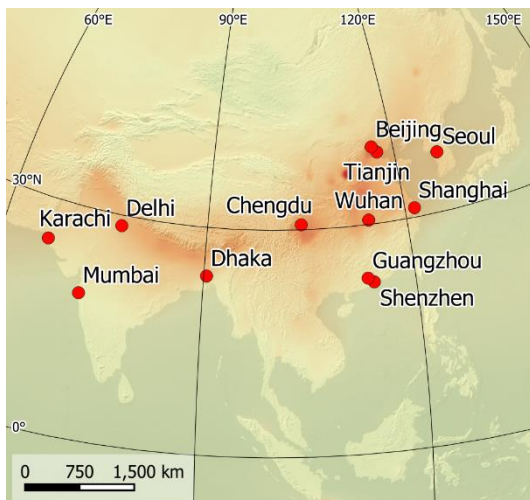 60°E 90°E 120°E 150°E
Beijing Seoul
Tianjin
30°N
Karachi Delhi Chengdu Wuhan Shanghai
Mumbai Dhaka Guangzhou
Shenzhen
0°
0 750 1,500 km